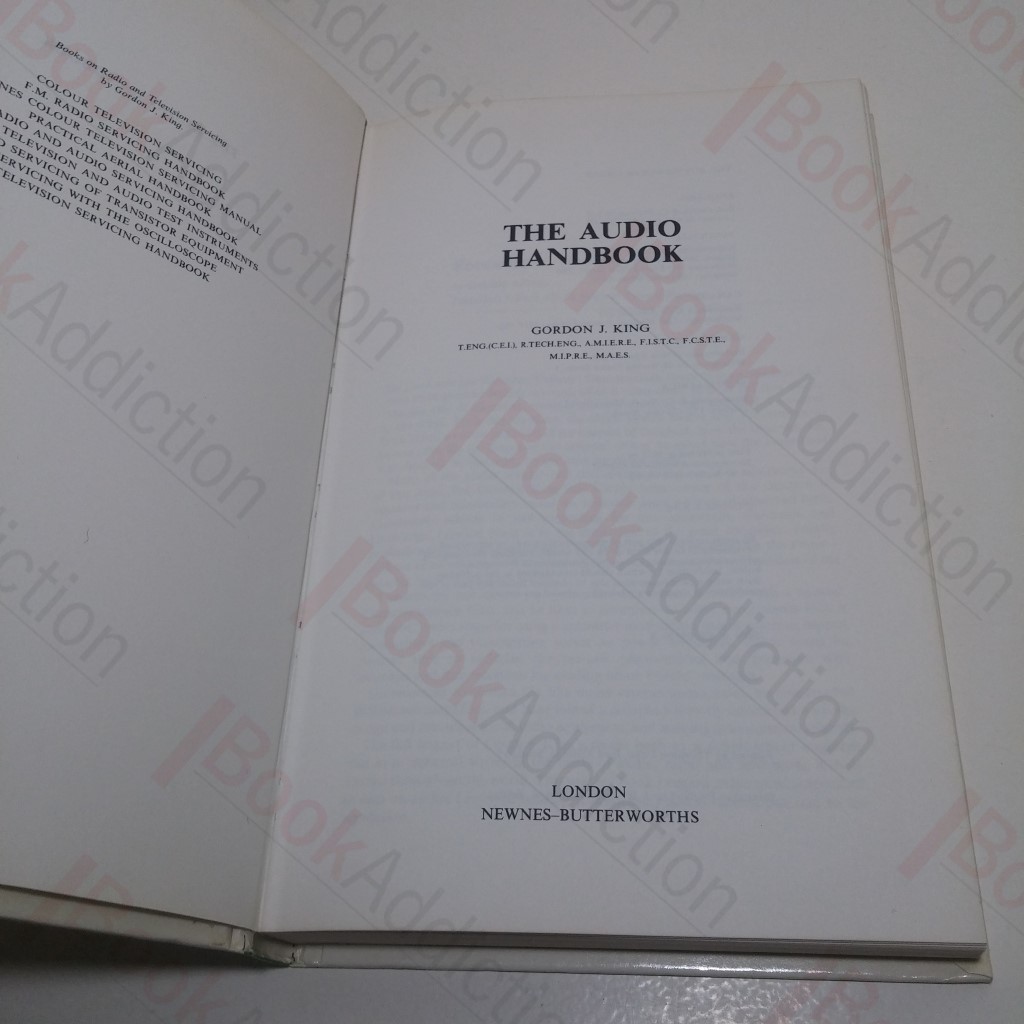 Books on Radio and Television Servicing
by Gordon J. King
COLOUR TELEVISION SERVICING
F.M. RADIO SERVICING HANDBOOK
COLOUR TELEVISION SERVICING MANUAL
PRACTICAL AERIAL HANDBOOK
AND AUDIO SERVICING HANDBOOK
TELEVISION AND AUDIO TEST INSTRUMENTS
SERVICING OF TRANSISTOR EQUIPMENT
SERVICING WITH THE OSCILLOSCOPE
TELEVISION SERVICING HANDBOOK
THE AUDIO
HANDBOOK
GORDON J. KING
T.ENG.(C.E.I.), R.TECH.ENG., A.M.I.E.R.E., F.I.S.T.C., F.C.S.T.E.,
M.I.P.R.E., M.A.E.S.
LONDON
NEWNES–BUTTERWORTHS
BookAddiction